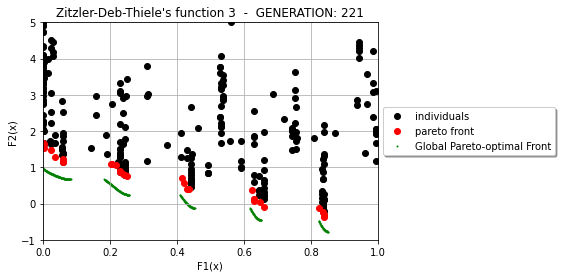 Zitzler-Deb-Thiele's function 3 - GENERATION: 221
F2(x)
5
4
3
2
1
0
−1
0.0 0.2 0.4 0.6 0.8 1.0
F1(x)
individuals
pareto front
Global Pareto-optimal Front